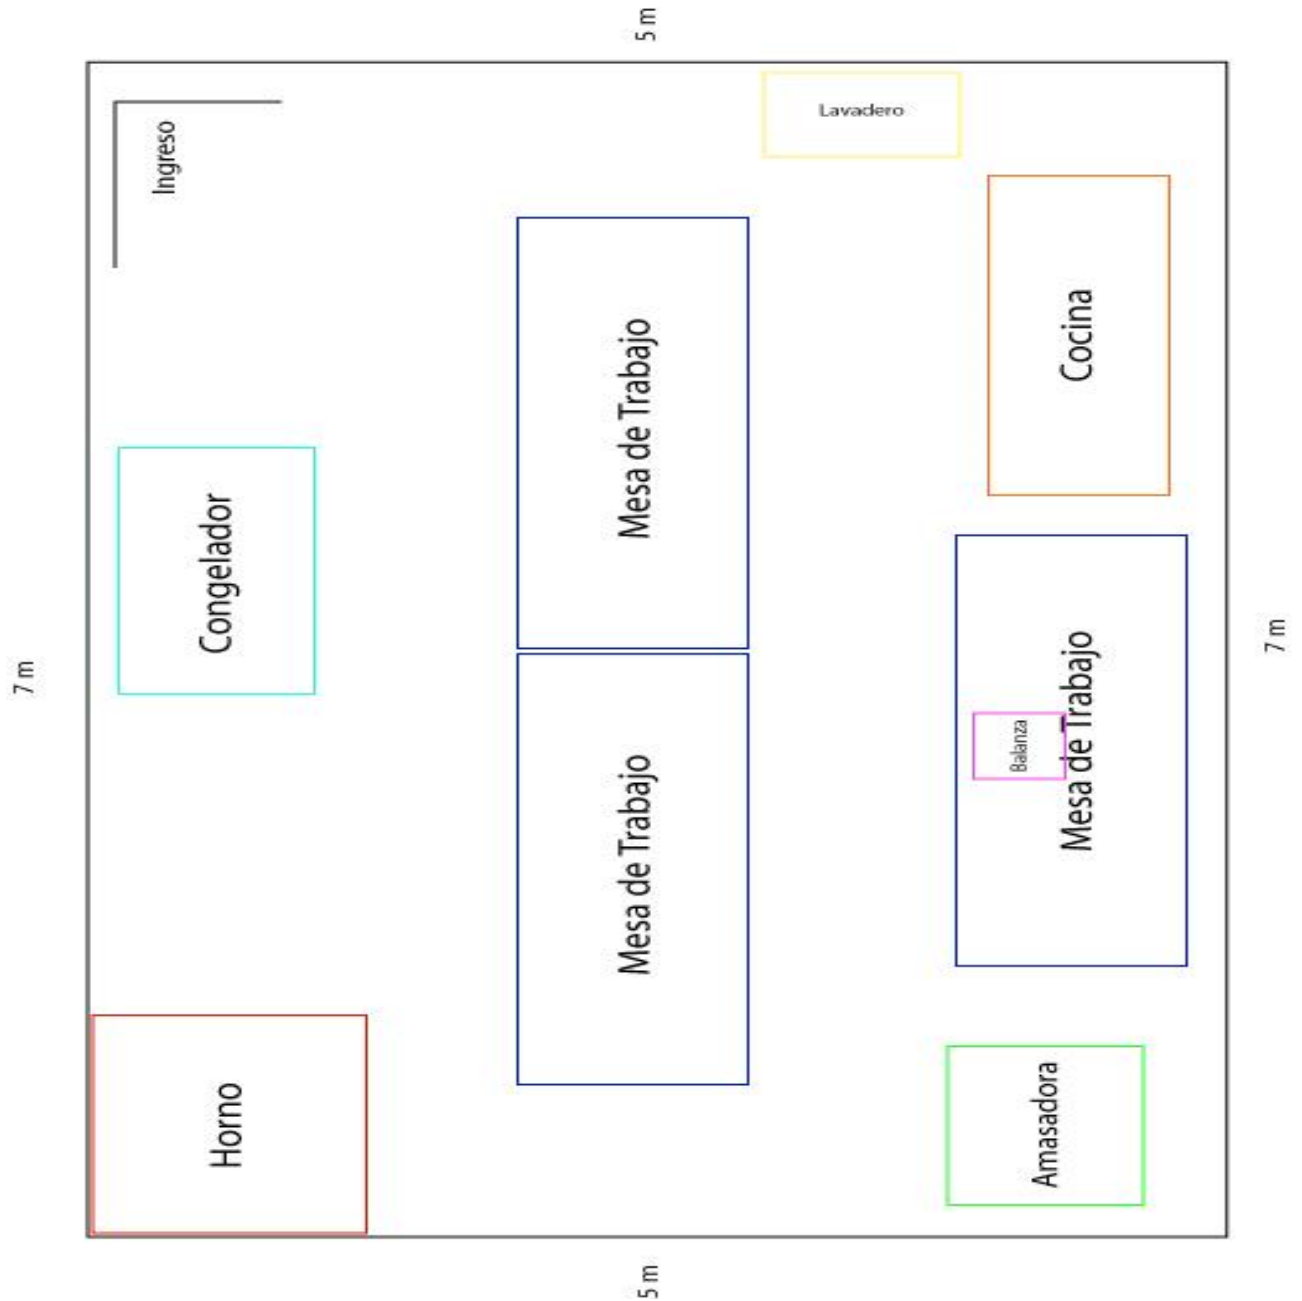 5 m
Ingreso
Lavadero
Mesa de Trabajo
Cocina
Congelador
7 m
7 m
Mesa de Trabajo
Balanza
Mesa de Trabajo
Horno
Amasadora
5 m